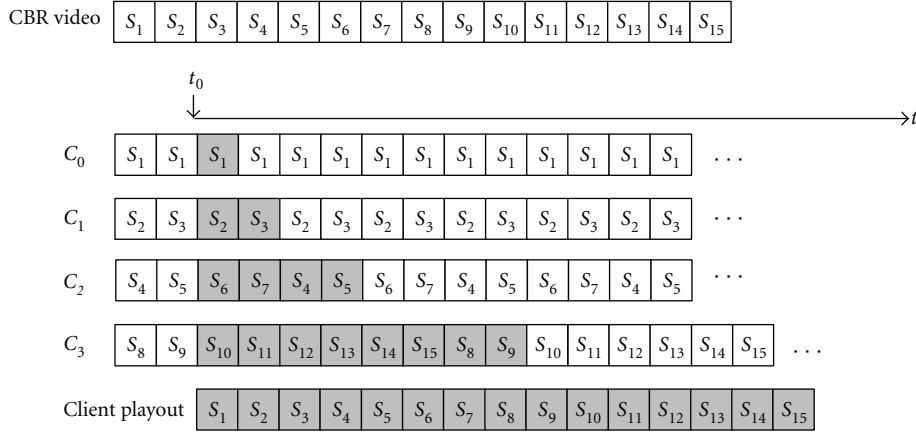 CBR video S₁ S₂ S₃ S₄ S₅ S₆ S₇ S₈ S₉ S₁₀ S₁₁ S₁₂ S₁₃ S₁₄ S₁₅
t₀
t
C₀ S₁ S₁ S₁ S₁ S₁ S₁ S₁ S₁ S₁ S₁ S₁ S₁ S₁ S₁ ...
C₁ S₂ S₃ S₂ S₃ S₂ S₃ S₂ S₃ S₂ S₃ S₂ S₃ S₂ S₃ ...
C₂ S₄ S₅ S₆ S₇ S₄ S₅ S₆ S₇ S₄ S₅ S₆ S₇ S₄ S₅ ...
C₃ S₈ S₉ S₁₀ S₁₁ S₁₂ S₁₃ S₁₄ S₁₅ S₈ S₉ S₁₀ S₁₁ S₁₂ S₁₃ S₁₄ S₁₅ ...
Client playout S₁ S₂ S₃ S₄ S₅ S₆ S₇ S₈ S₉ S₁₀ S₁₁ S₁₂ S₁₃ S₁₄ S₁₅